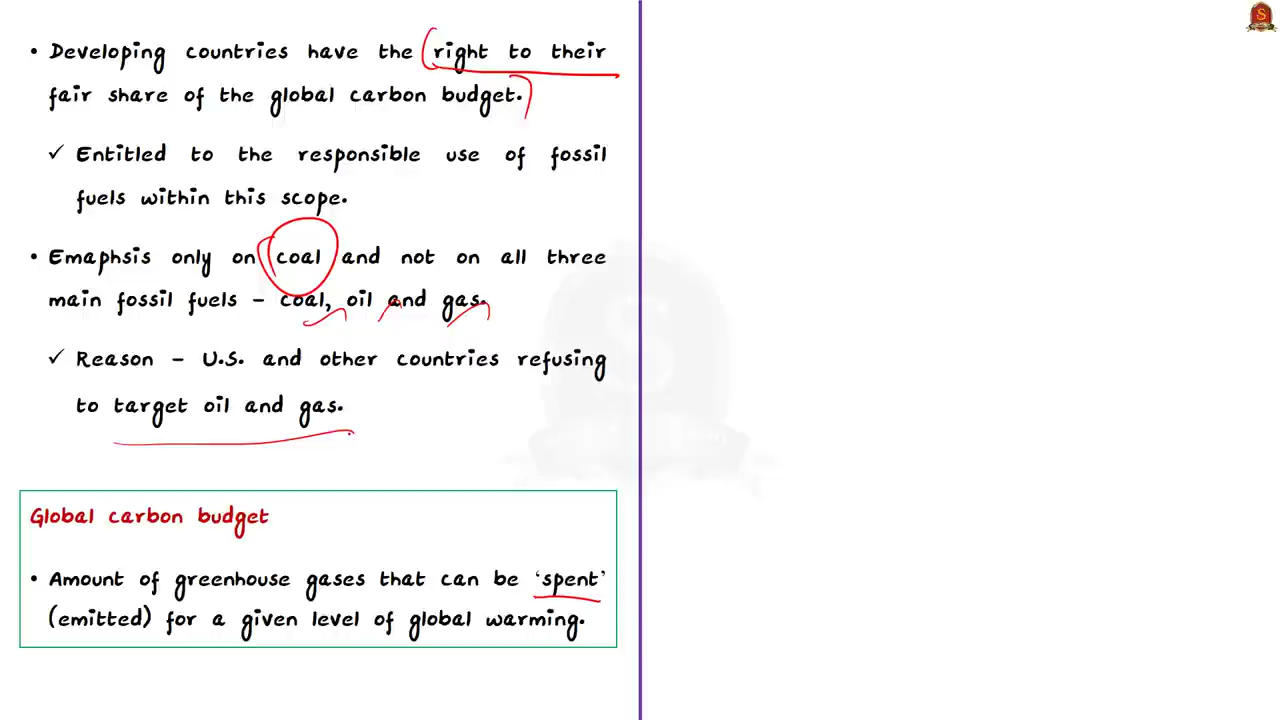 • Developing countries have the right to their
fair share of the global carbon budget.
✓ Entitled to the responsible use of fossil
fuels within this scope.
• Emaphsis only on coal and not on all three
main fossil fuels – coal, oil and gas.
✓ Reason – U.S. and other countries refusing
to target oil and gas.
Global carbon budget
• Amount of greenhouse gases that can be ‘spent’
(emitted) for a given level of global warming.
S